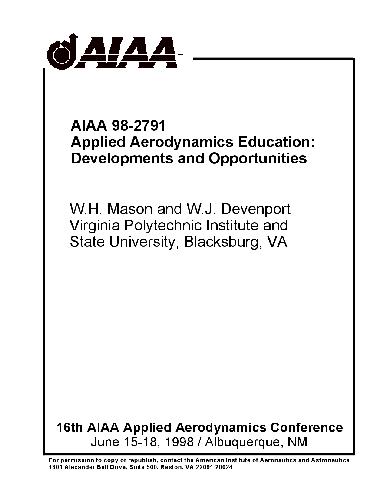 AIAA
AIAA 98-2791
Applied Aerodynamics Education:
Developments and Opportunities
W.H. Mason and W.J. Devenport
Virginia Polytechnic Institute and
State University, Blacksburg, VA
16th AIAA Applied Aerodynamics Conference
June 15-18, 1998 / Albuquerque, NM
For permission to copy or republish, contact the American Institute of Aeronautics and Astronautics
1801 Alexander Bell Drive, Suite 500, Reston, VA 22091